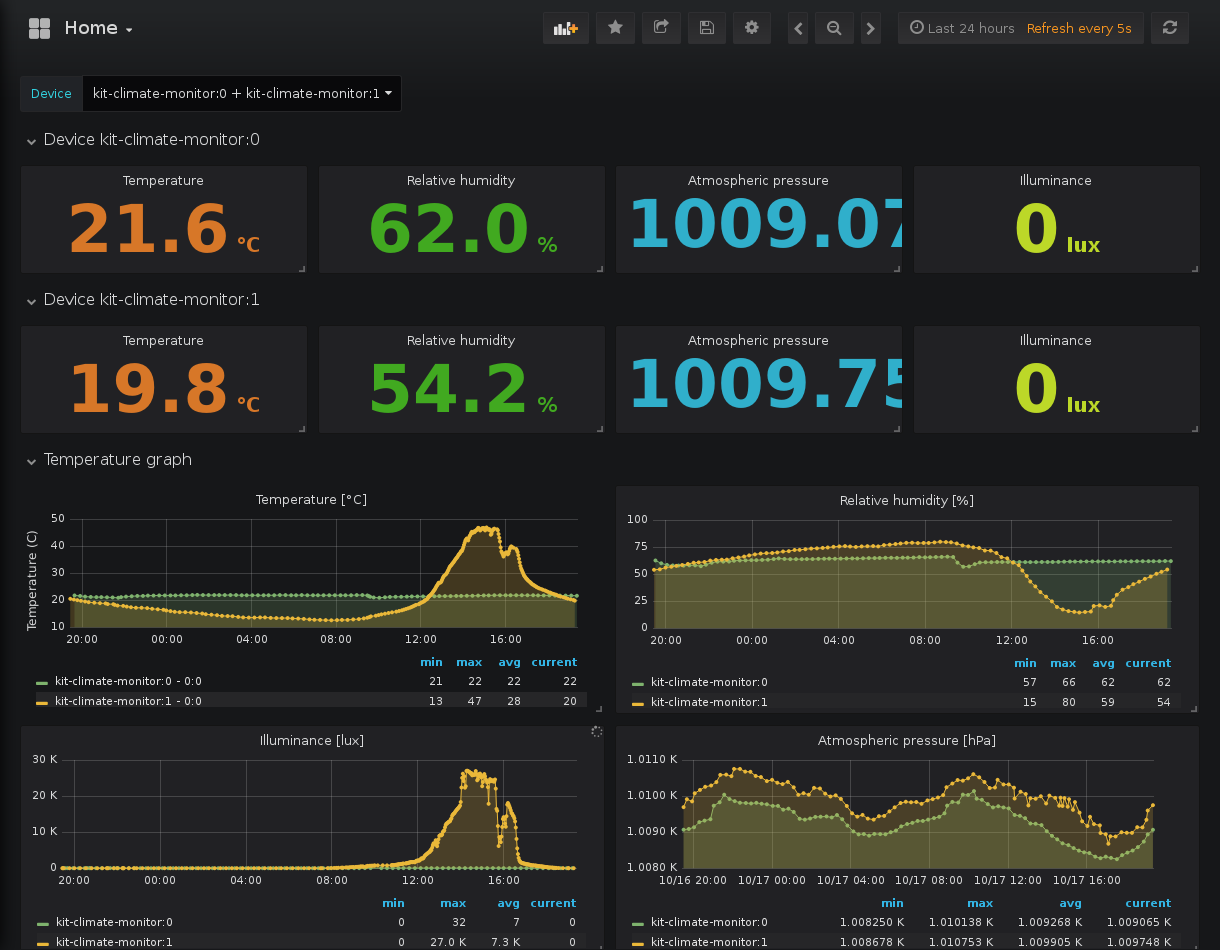 Home
Last 24 hours Refresh every 5s
Device kit-climate-monitor:0 + kit-climate-monitor:1
Device kit-climate-monitor:0
Temperature Relative humidity Atmospheric pressure Illuminance
21.6 °C 62.0 % 1009.07 0 lux
Device kit-climate-monitor:1
Temperature Relative humidity Atmospheric pressure Illuminance
19.8 °C 54.2 % 1009.75 0 lux
Temperature graph
Temperature [°C]
Temperature (C)
50
40
30
20
10
20:00 00:00 04:00 08:00 12:00 16:00
min max avg current
kit-climate-monitor:0 - 0:0 21 22 22 22
kit-climate-monitor:1 - 0:0 13 47 28 20
Relative humidity [%]
100
75
50
25
0
20:00 00:00 04:00 08:00 12:00 16:00
min max avg current
kit-climate-monitor:0 57 66 62 62
kit-climate-monitor:1 15 80 59 54
Illuminance [lux]
30 K
20 K
10 K
0
20:00 00:00 04:00 08:00 12:00 16:00
min max avg current
kit-climate-monitor:0 0 32 7 0
kit-climate-monitor:1 0 27.0 K 7.3 K 0
Atmospheric pressure [hPa]
1.0110 K
1.0100 K
1.0090 K
1.0080 K
10/16 20:00 10/17 00:00 10/17 04:00 10/17 08:00 10/17 12:00 10/17 16:00
min max avg current
kit-climate-monitor:0 1.008250 K 1.010138 K 1.009268 K 1.009065 K
kit-climate-monitor:1 1.008678 K 1.010753 K 1.009905 K 1.009748 K